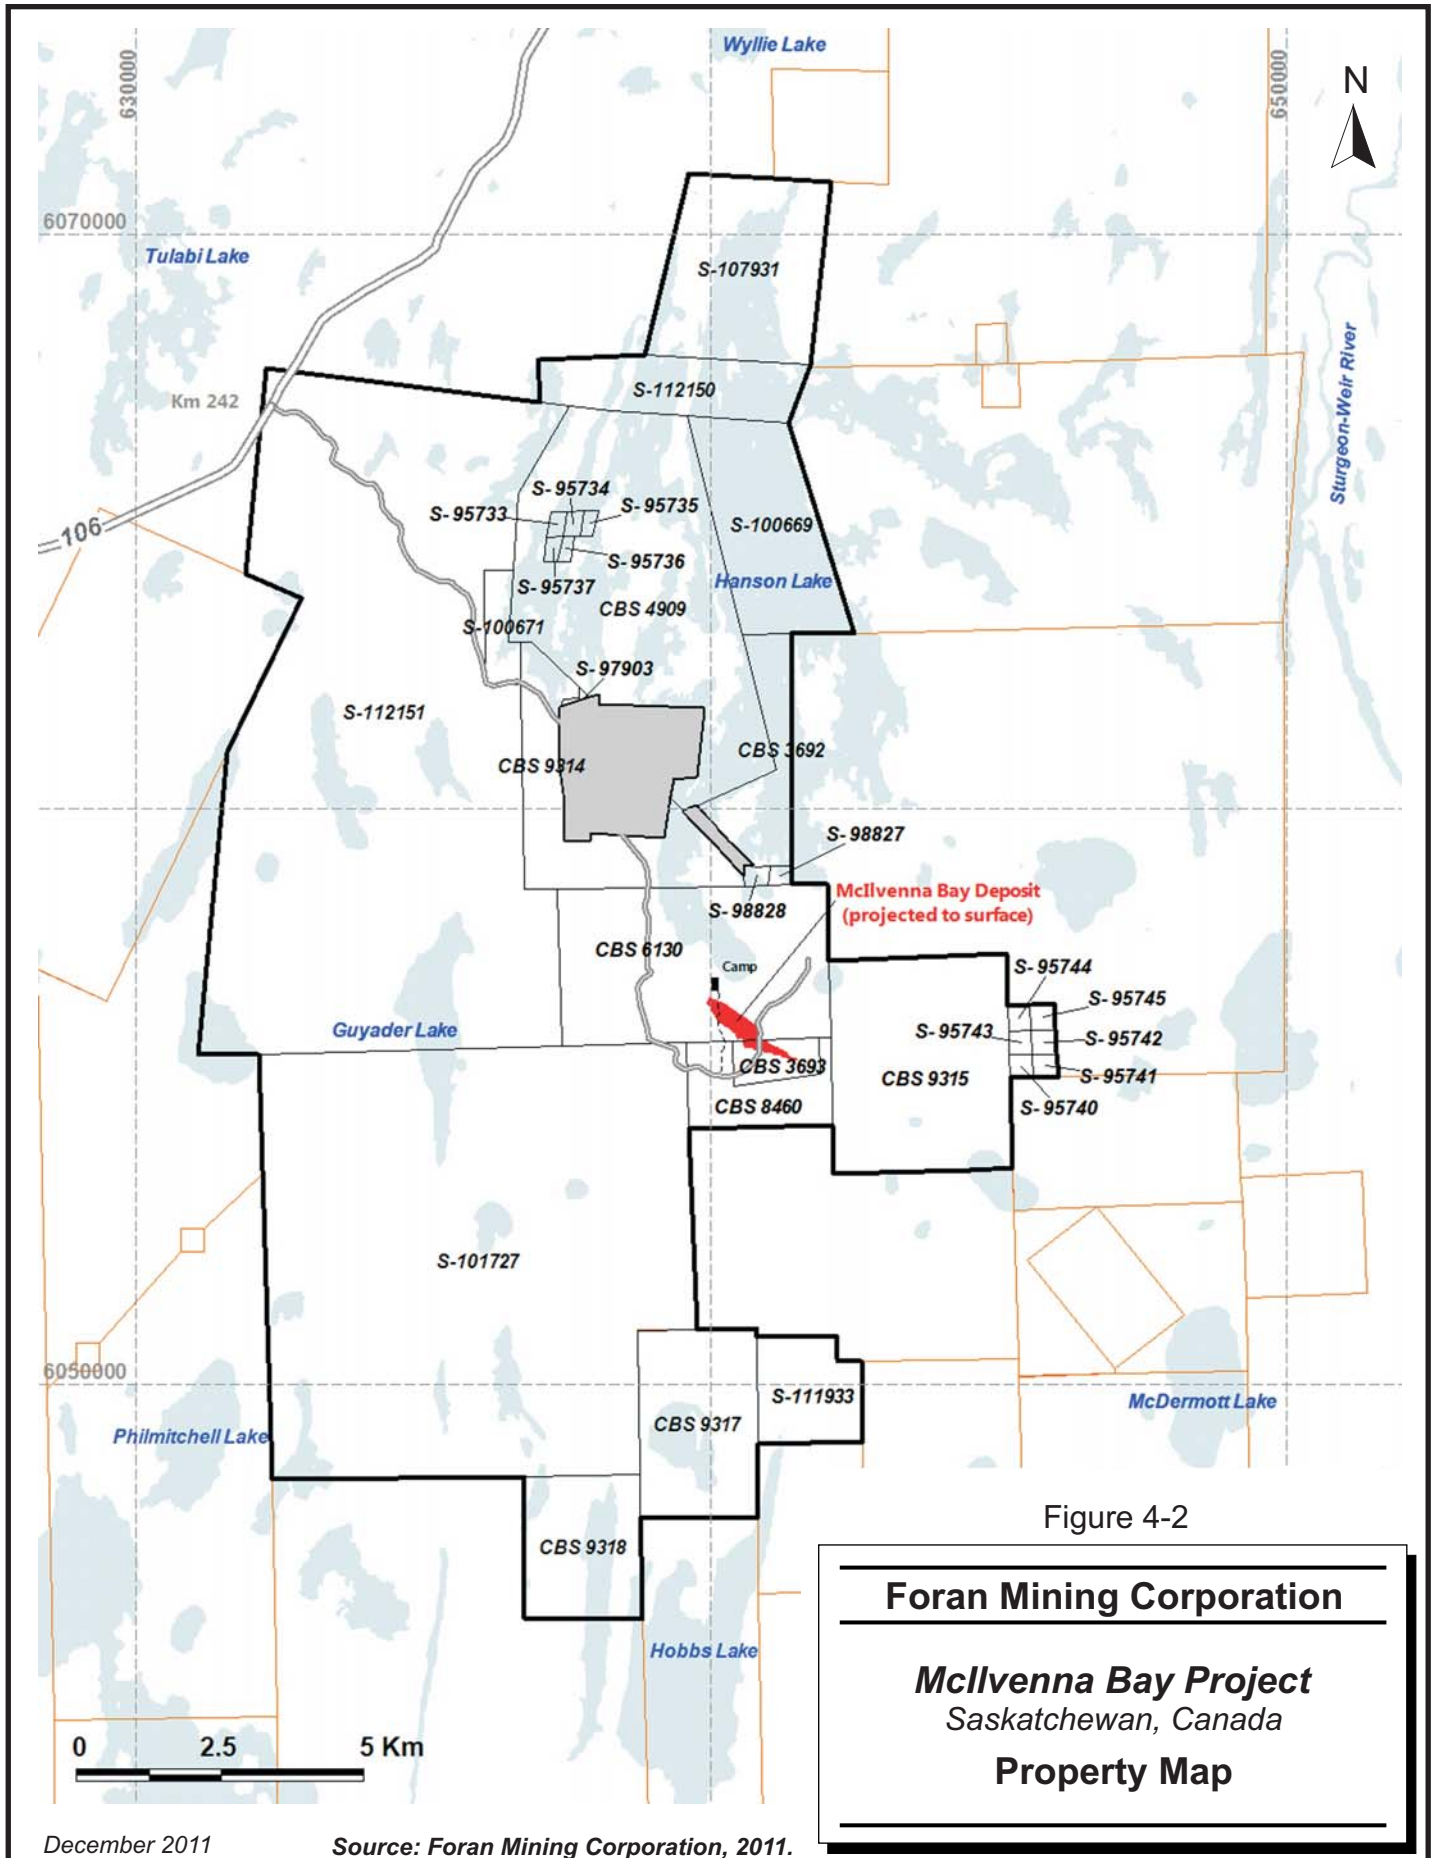 Wyllie Lake
630000
650000
N
6070000
Tulabi Lake
S-107931
Sturgeon-Weir River
S-112150
Km 242
S-95734
S-95733
S-95735
106
S-100669
S-95736
Hanson Lake
S-95737
CBS 4909
S-100671
S-97903
S-112151
CBS 3692
CBS 9314
S-98827
McIlvenna Bay Deposit
(projected to surface)
S-98828
CBS 6130
Camp
S-95744
S-95745
Guyader Lake
S-95743
S-95742
CBS 3693
CBS 9315
S-95741
CBS 8460
S-95740
S-101727
6050000
S-111933
McDermott Lake
CBS 9317
Philmitchell Lake
Figure 4-2
CBS 9318
Foran Mining Corporation
Hobbs Lake
McIlvenna Bay Project
Saskatchewan, Canada
0 2.5 5 Km
Property Map
December 2011
Source: Foran Mining Corporation, 2011.